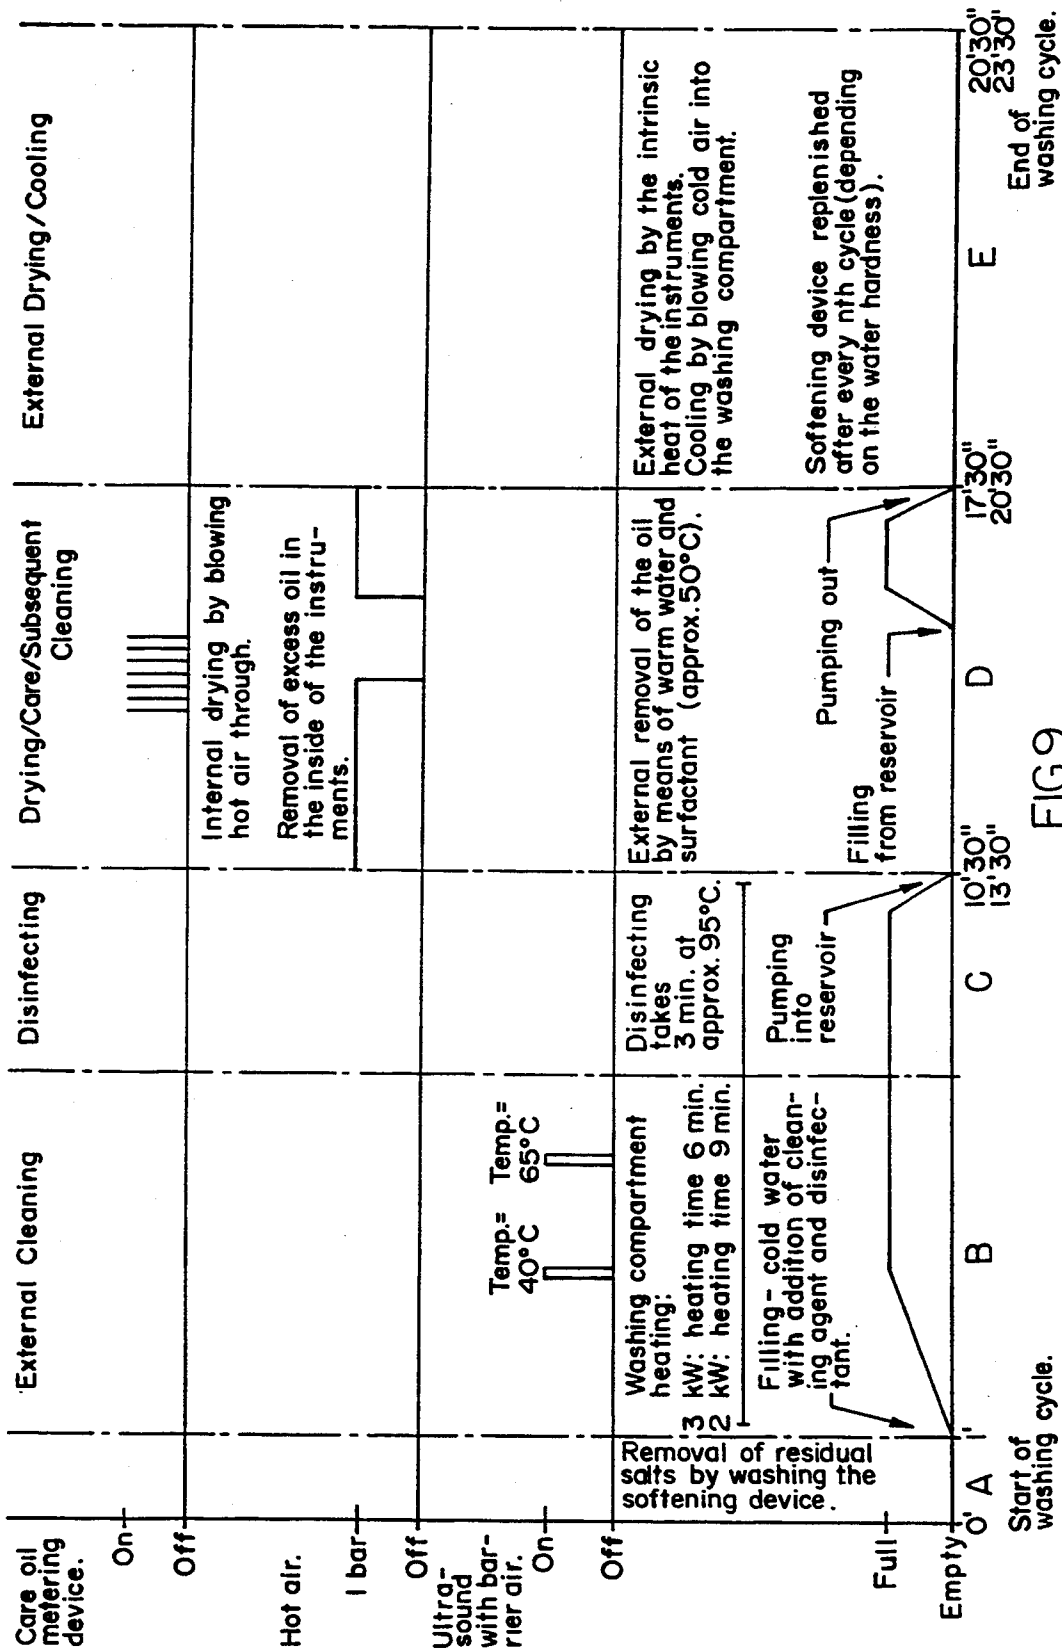 Care oil
metering
device.
On
Off
Hot air.
1 bar
Off
Ultra-
sound
with bar-
rier air.
On
Off
Full
Empty
External Cleaning
Disinfecting
Drying/Care/Subsequent
Cleaning
External Drying/Cooling
Internal drying by blowing
hot air through.
Removal of excess oil in
the inside of the instru-
ments.
Temp.=
40°C
Temp.=
65°C
Removal of residual
salts by washing the
softening device.
Washing compartment
heating:
3 kW: heating time 6 min.
2 kW: heating time 9 min.
Disinfecting
takes
3 min. at
approx. 95°C.
External removal of the oil
by means of warm water and
surfactant (approx. 50°C).
External drying by the intrinsic
heat of the instruments.
Cooling by blowing cold air into
the washing compartment.
Filling - cold water
with addition of clean-
ing agent and disinfec-
tant.
Pumping
into
reservoir
Filling
from reservoir
Pumping out
Softening device replenished
after every nth cycle (depending
on the water hardness).
0'
A
1'
B
C
10'30"
13'30"
D
17'30"
20'30"
E
20'30"
23'30"
Start of
washing cycle.
End of
washing cycle.
FIG 9